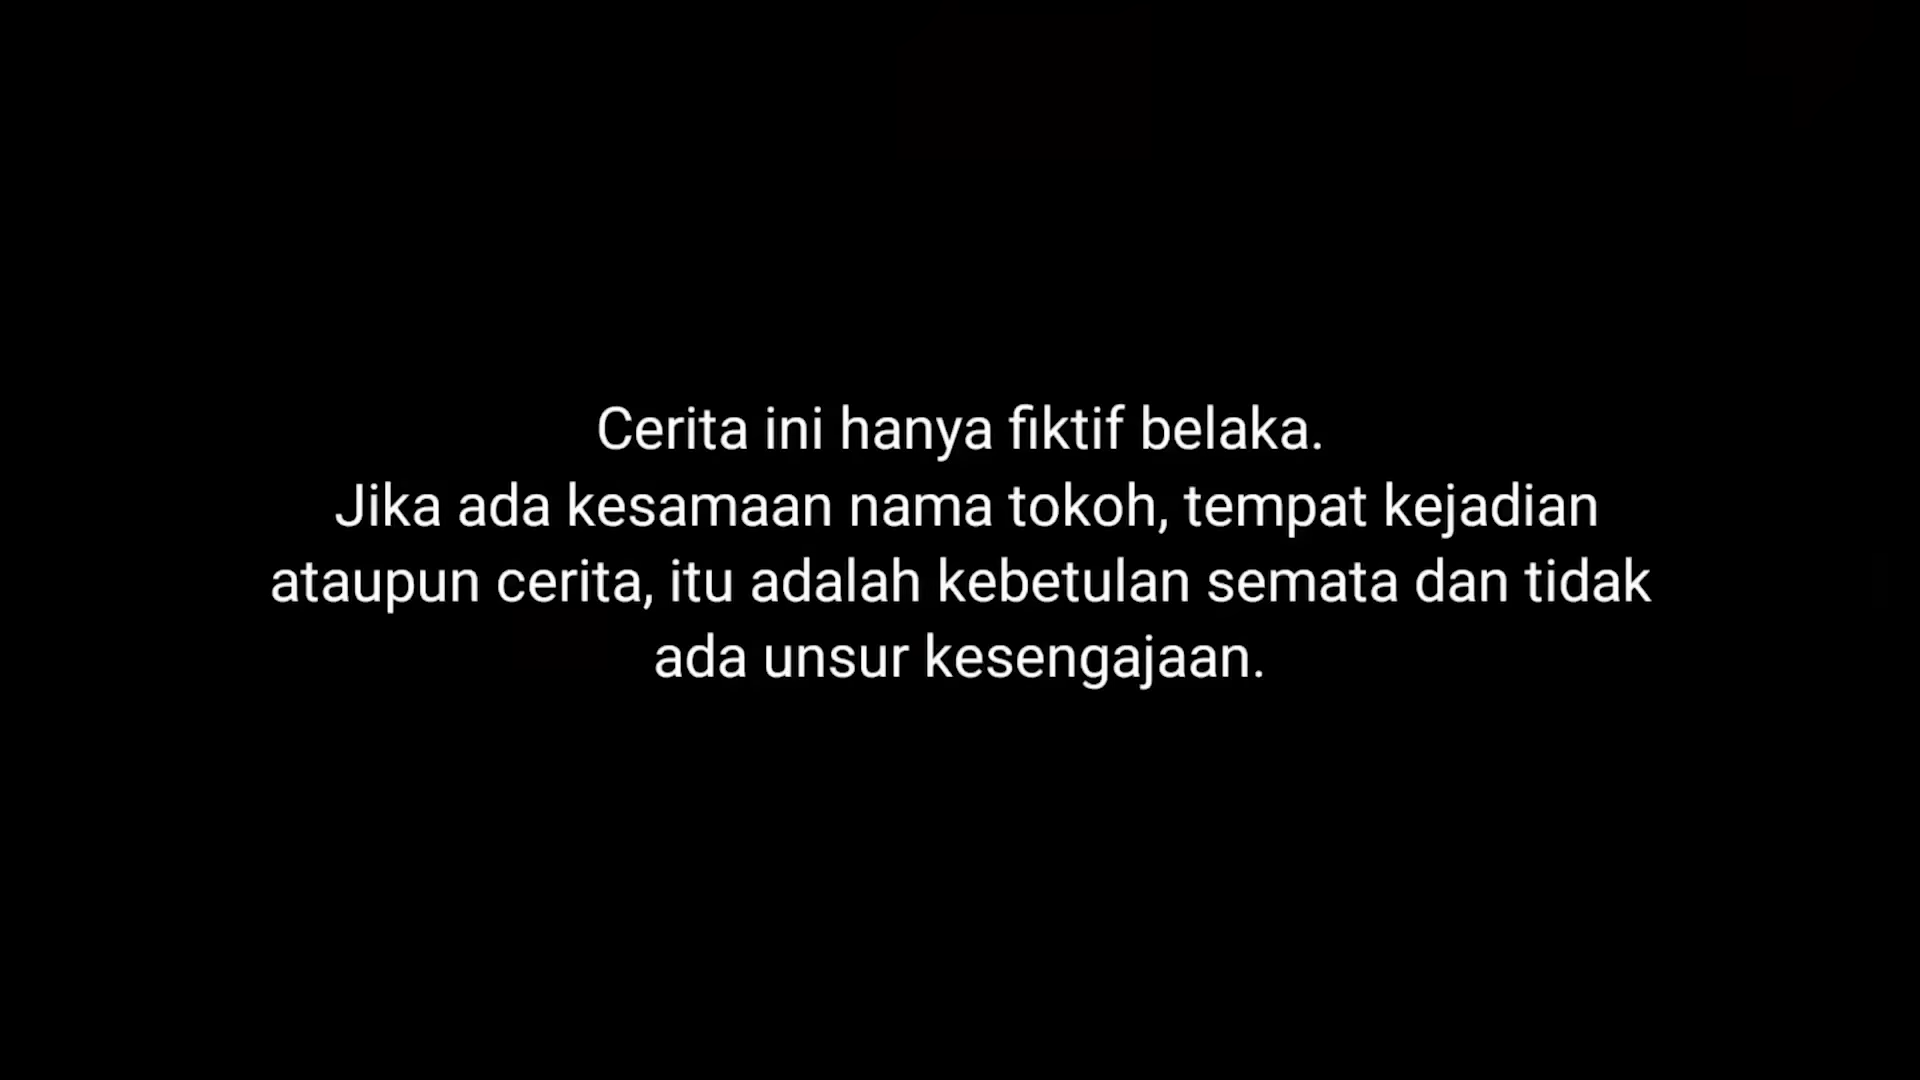 Cerita ini hanya fiktif belaka.
Jika ada kesamaan nama tokoh, tempat kejadian
ataupun cerita, itu adalah kebetulan semata dan tidak
ada unsur kesengajaan.